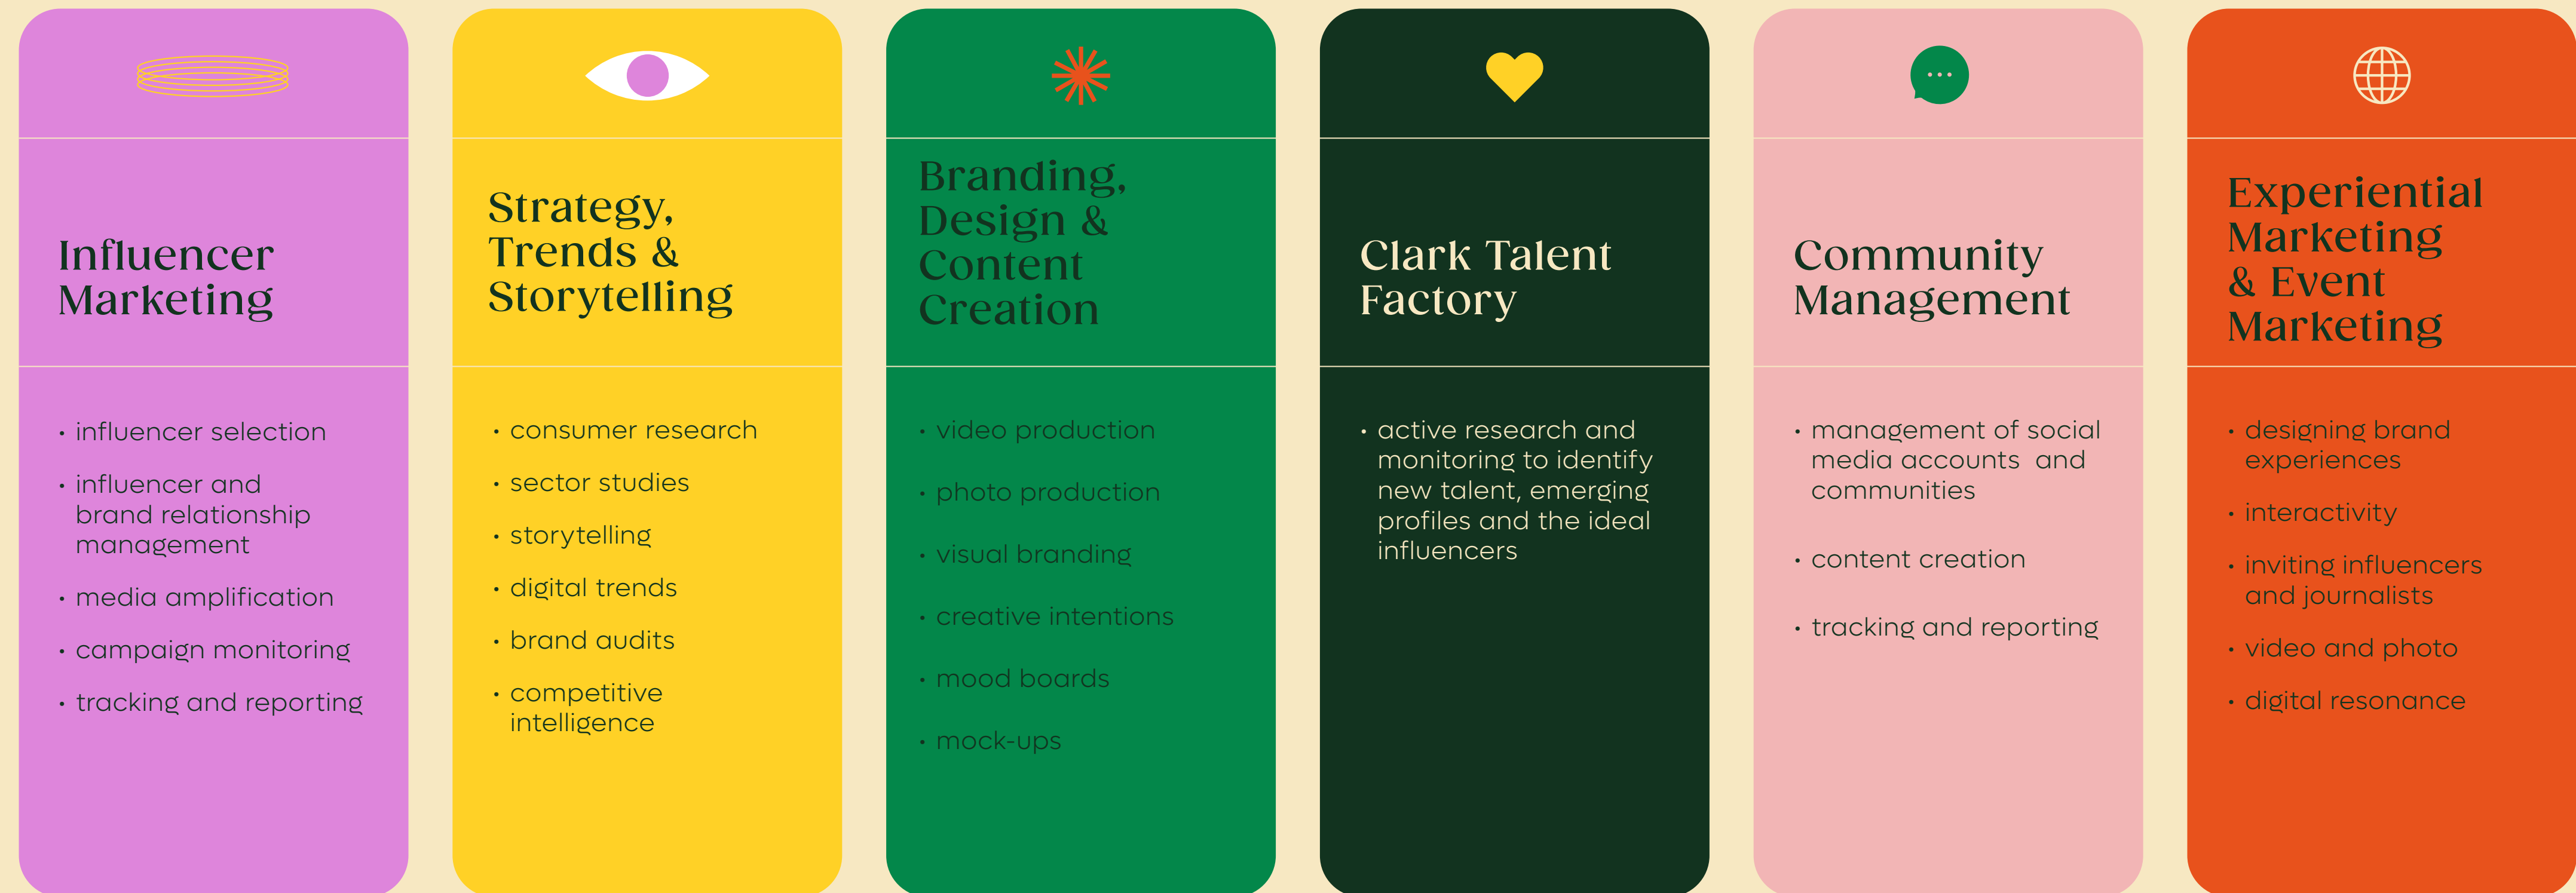 Influencer
Marketing
• influencer selection
• influencer and
brand relationship
management
• media amplification
• campaign monitoring
• tracking and reporting
Strategy,
Trends &
Storytelling
• consumer research
• sector studies
• storytelling
• digital trends
• brand audits
• competitive
intelligence
Branding,
Design &
Content
Creation
• video production
• photo production
• visual branding
• creative intentions
• mood boards
• mock-ups
Clark Talent
Factory
• active research and
monitoring to identify
new talent, emerging
profiles and the ideal
influencers
Community
Management
• management of social
media accounts  and
communities
• content creation
• tracking and reporting
Experiential
Marketing
& Event
Marketing
• designing brand
experiences
• interactivity
• inviting influencers
and journalists
• video and photo
• digital resonance